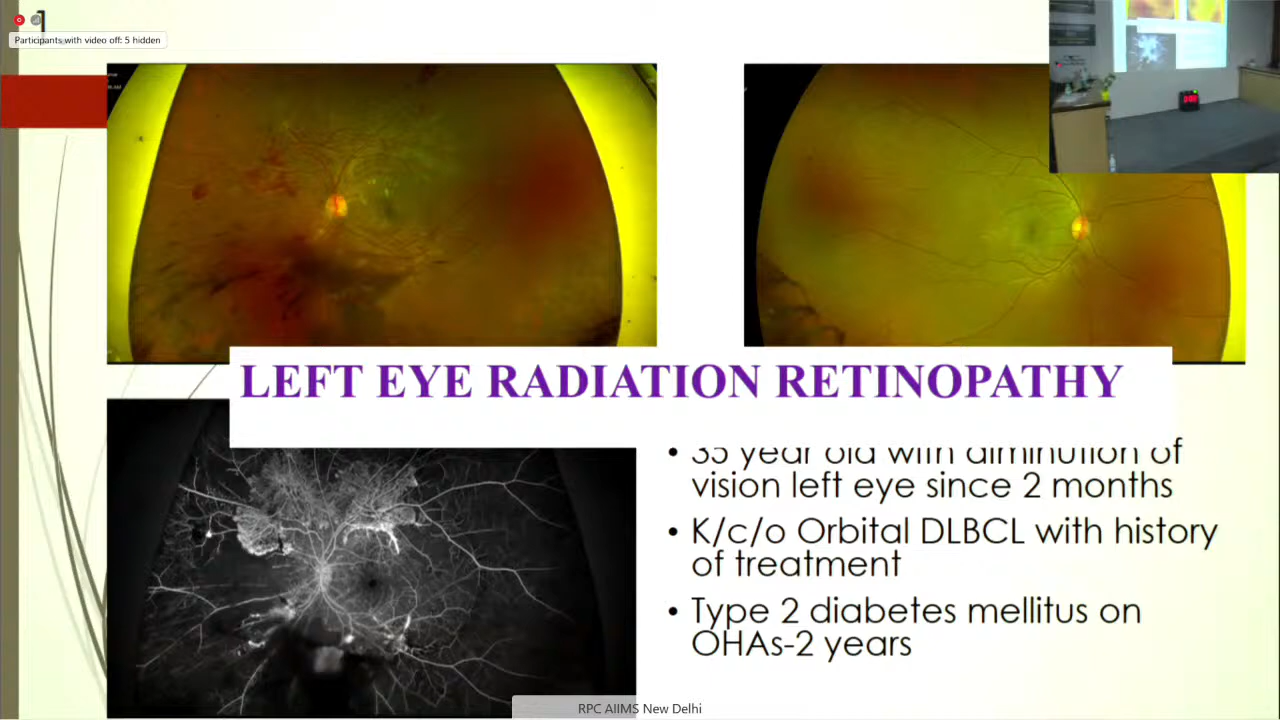 1
Participants with video off: 5 hidden
LEFT EYE RADIATION RETINOPATHY
• 35 year old with diminution of
vision left eye since 2 months
• K/c/o Orbital DLBCL with history
of treatment
• Type 2 diabetes mellitus on
OHAs-2 years
RPC AIIMS New Delhi